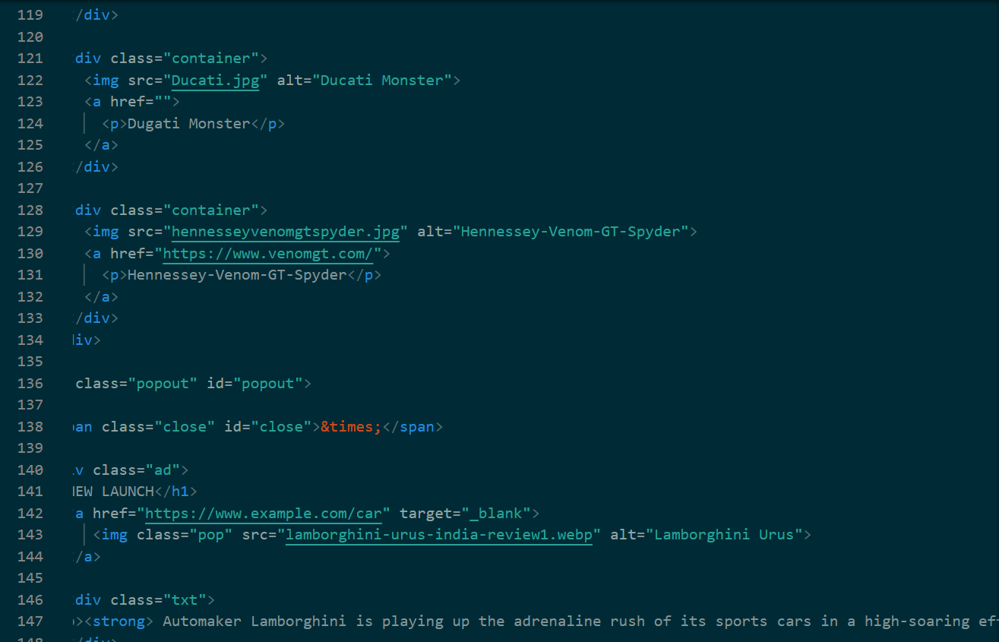 119 /div>
120
121 div class="container">
122 <img src="Ducati.jpg" alt="Ducati Monster">
123 <a href="">
124 <p>Dugati Monster</p>
125 </a>
126 /div>
127
128 div class="container">
129 <img src="hennesseyvenomgtspyder.jpg" alt="Hennessey-Venom-GT-Spyder">
130 <a href="https://www.venomgt.com/">
131 <p>Hennessey-Venom-GT-Spyder</p>
132 </a>
133 /div>
134 div>
135
136 class="popout" id="popout">
137
138 an class="close" id="close">&times;</span>
139
140 v class="ad">
141 NEW LAUNCH</h1>
142 a href="https://www.example.com/car" target="_blank">
143 <img class="pop" src="lamborghini-urus-india-review1.webp" alt="Lamborghini Urus">
144 /a>
145
146 div class="txt">
147 ><strong> Automaker Lamborghini is playing up the adrenaline rush of its sports cars in a high-soaring